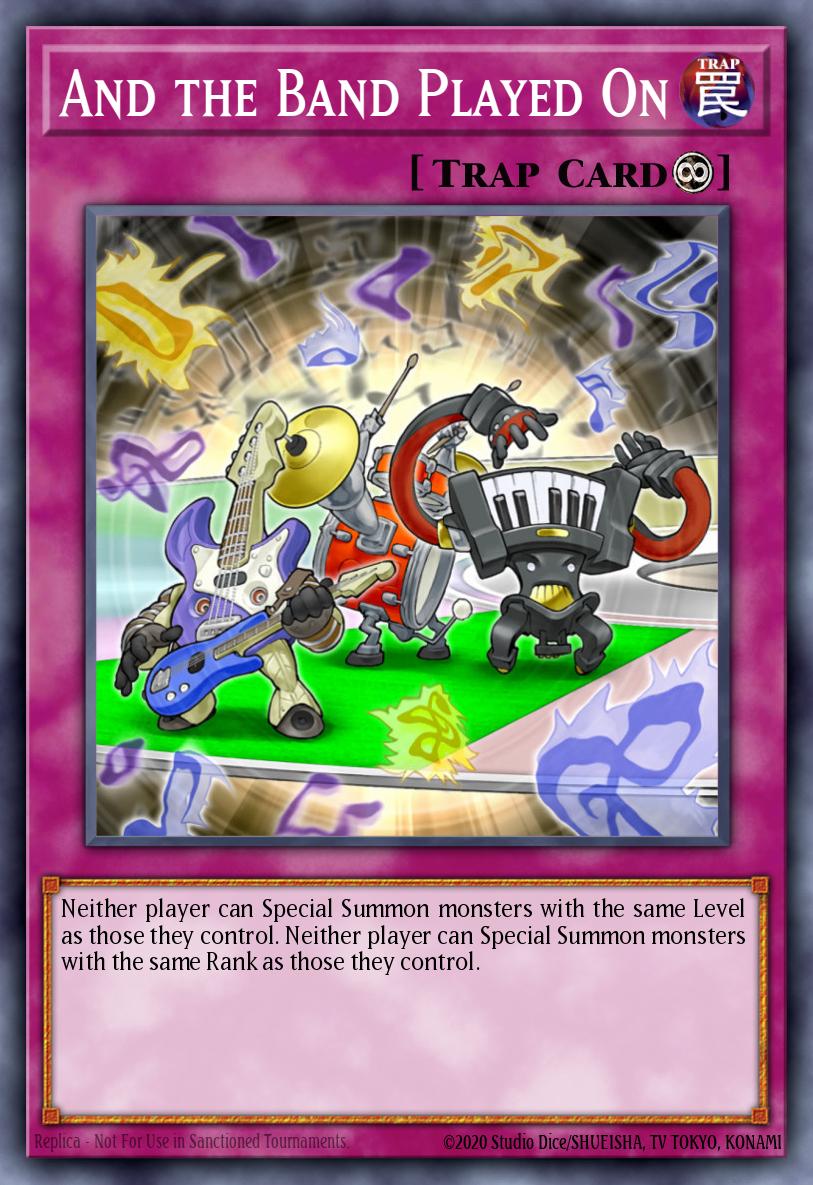 And the Band Played On
TRAP
罠
[ Trap Card ]
Neither player can Special Summon monsters with the same Level
as those they control. Neither player can Special Summon monsters
with the same Rank as those they control.
Replica - Not For Use in Sanctioned Tournaments.
©2020 Studio Dice/SHUEISHA, TV TOKYO, KONAMI